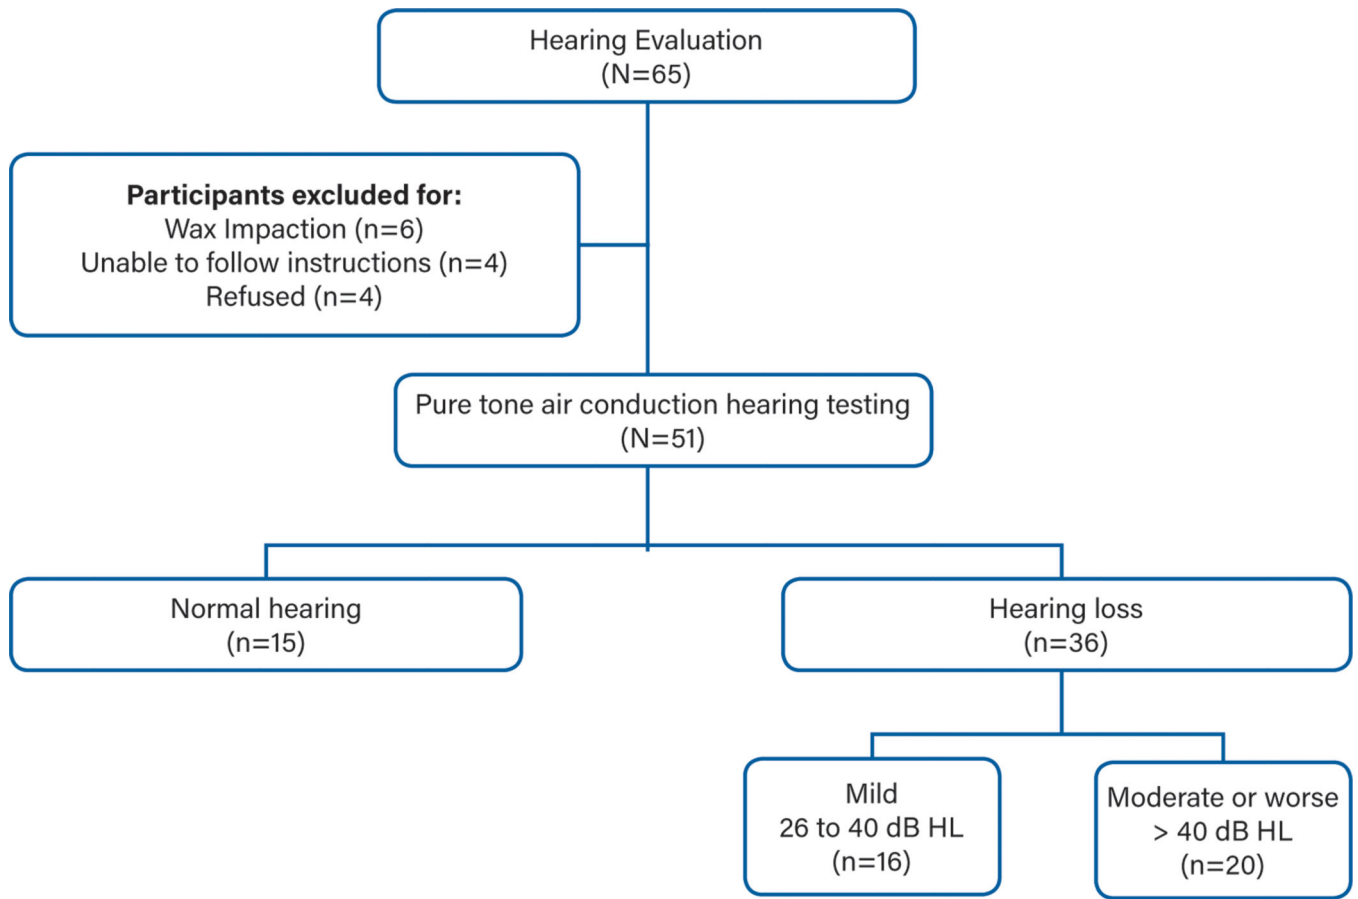 Hearing Evaluation
(N=65)
Participants excluded for:
Wax Impaction (n=6)
Unable to follow instructions (n=4)
Refused (n=4)
Pure tone air conduction hearing testing
(N=51)
Normal hearing
(n=15)
Hearing loss
(n=36)
Mild
26 to 40 dB HL
(n=16)
Moderate or worse
> 40 dB HL
(n=20)